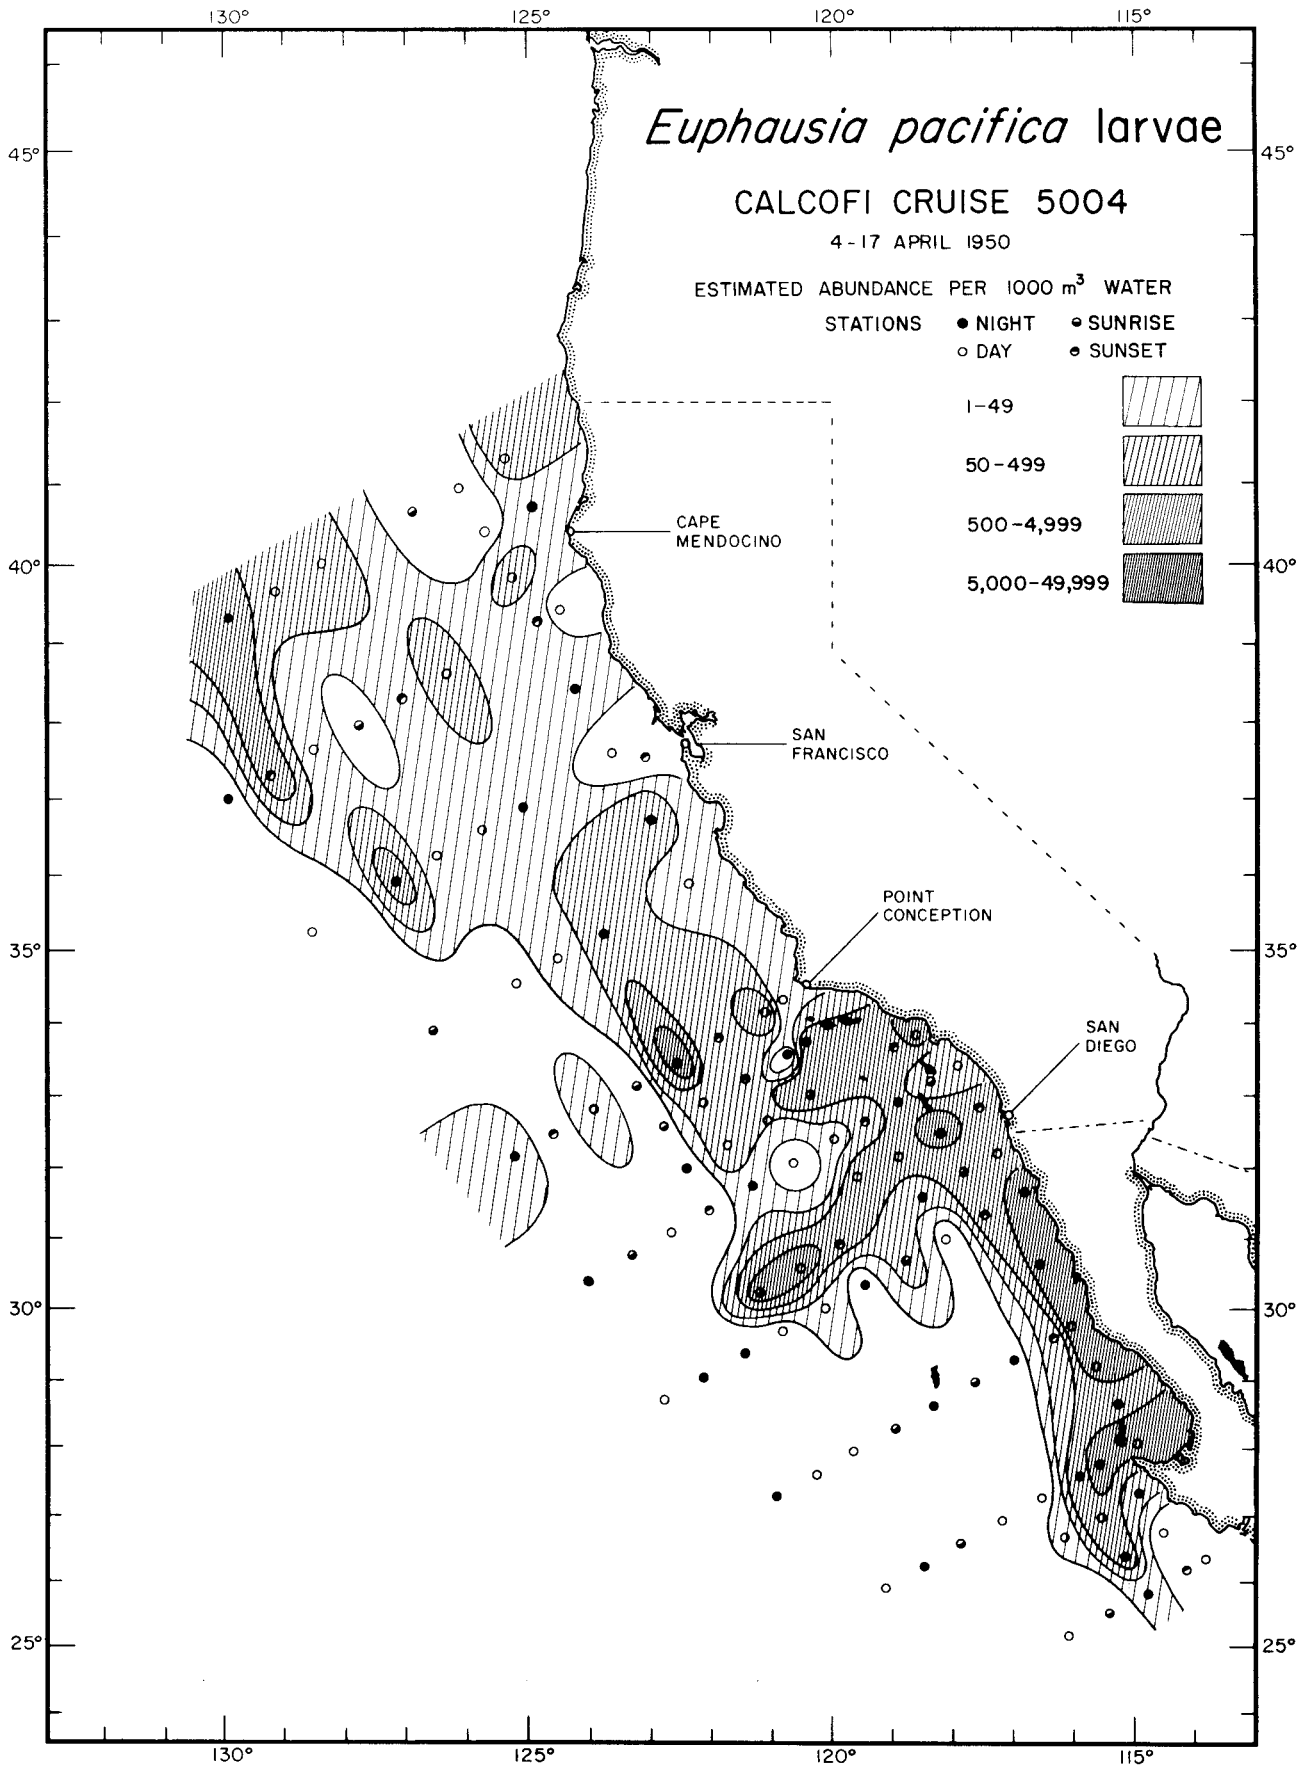 130° 125° 120° 115°
Euphausia pacifica larvae
45° 45°
CALCOFI CRUISE 5004
4-17 APRIL 1950
ESTIMATED ABUNDANCE PER 1000 m³ WATER
STATIONS NIGHT SUNRISE
DAY SUNSET
1-49
50-499
CAPE
MENDOCINO
500-4,999
40° 40°
5,000-49,999
SAN
FRANCISCO
POINT
CONCEPTION
35° 35°
SAN
DIEGO
30° 30°
25° 25°
130° 125° 120° 115°